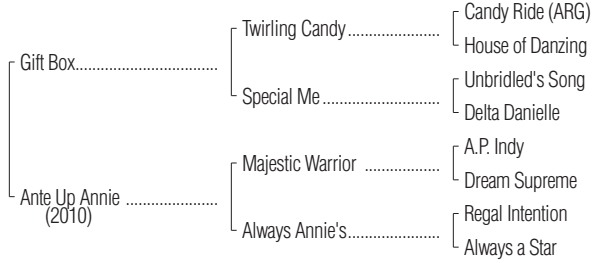 Candy Ride (ARG)
Twirling Candy
House of Danzing
Gift Box
Unbridled's Song
Special Me
Delta Danielle
A.P. Indy
Majestic Warrior
Dream Supreme
Ante Up Annie
(2010)
Regal Intention
Always Annie's
Always a Star